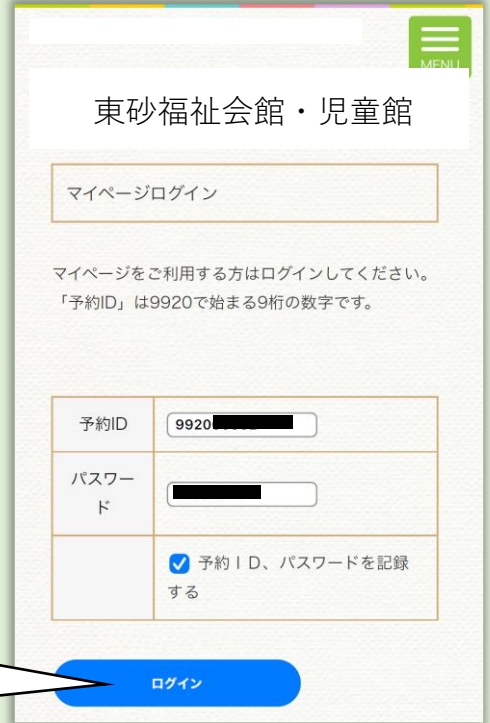 MENU
東砂福祉会館・児童館
マイページログイン
マイページをご利用する方はログインしてください。
「予約ID」は9920で始まる9桁の数字です。
予約ID
9920
パスワー
ド
予約ＩＤ、パスワードを記録
する
ログイン